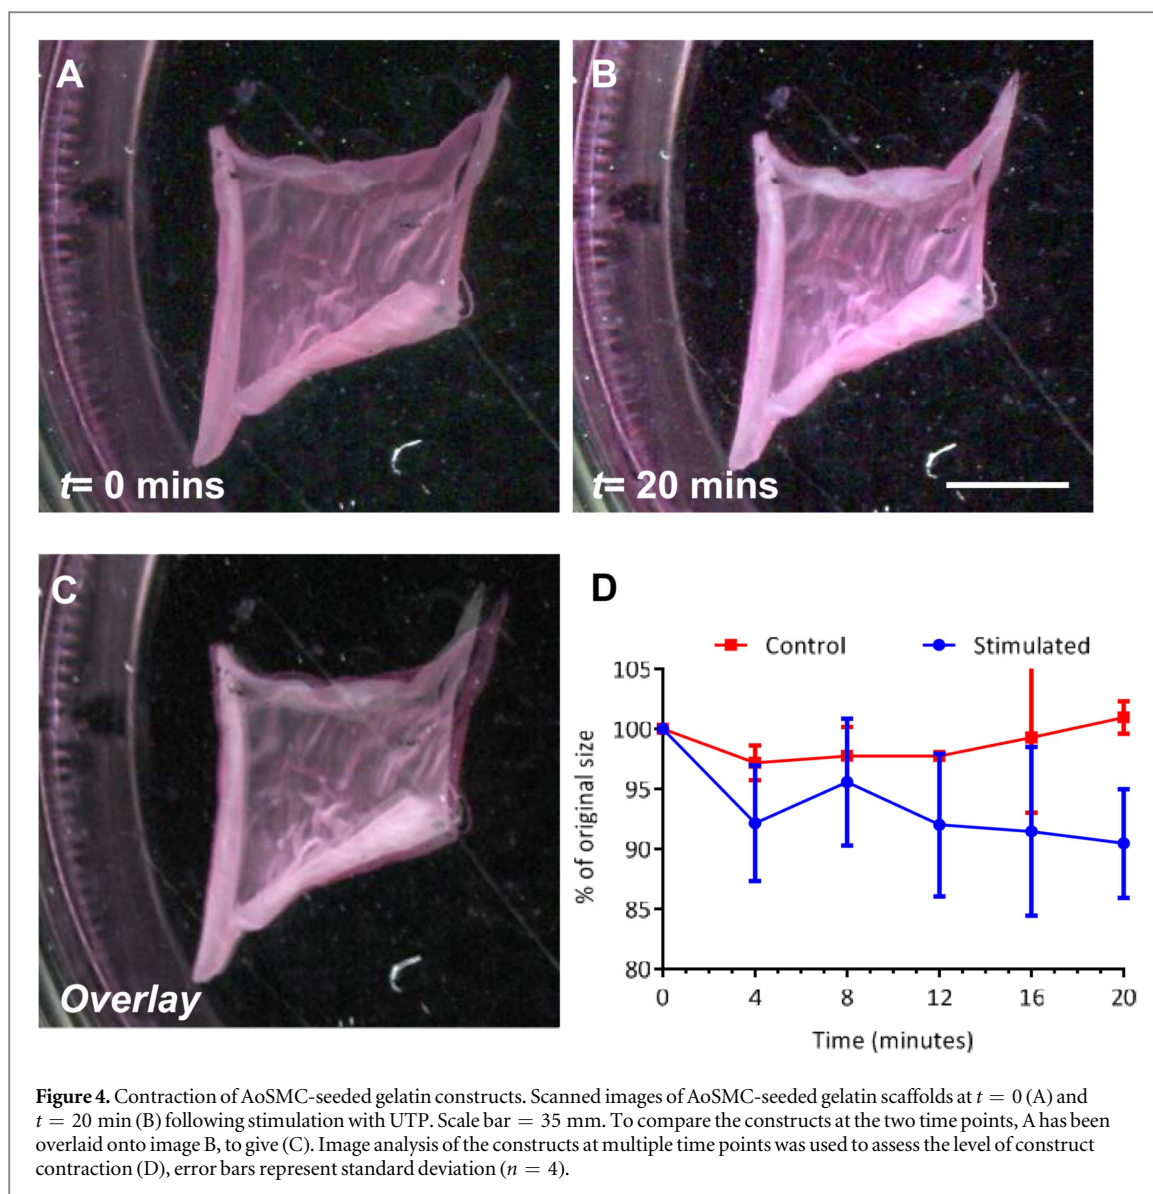 A
B
t= 0 mins
t= 20 mins
C
D
Control
Stimulated
105
100
95
90
85
80
% of original size
0
4
8
12
16
20
Time (minutes)
Overlay
Figure 4. Contraction of AoSMC-seeded gelatin constructs. Scanned images of AoSMC-seeded gelatin scaffolds at t = 0 (A) and
t = 20 min (B) following stimulation with UTP. Scale bar = 35 mm. To compare the constructs at the two time points, A has been
overlaid onto image B, to give (C). Image analysis of the constructs at multiple time points was used to assess the level of construct
contraction (D), error bars represent standard deviation (n = 4).